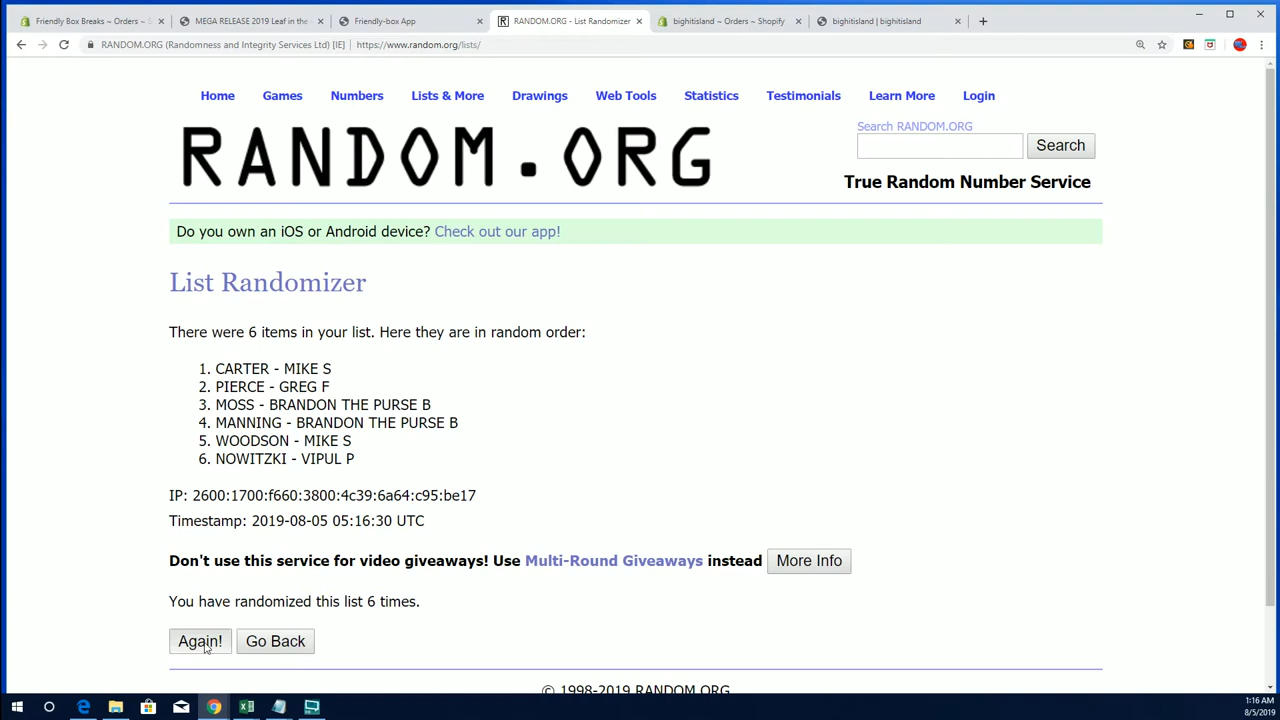 Friendly Box Breaks ~ Orders ~ S
MEGA RELEASE 2019 Leaf in the
Friendly-box App
RANDOM.ORG - List Randomizer
bighitisland ~ Orders ~ Shopify
bighitisland | bighitisland
RANDOM.ORG (Randomness and Integrity Services Ltd) [IE] | https://www.random.org/lists/
Home Games Numbers Lists & More Drawings Web Tools Statistics Testimonials Learn More Login
RANDOM.ORG
Search RANDOM.ORG
Search
True Random Number Service
Do you own an iOS or Android device? Check out our app!
List Randomizer
There were 6 items in your list. Here they are in random order:
1. CARTER - MIKE S
2. PIERCE - GREG F
3. MOSS - BRANDON THE PURSE B
4. MANNING - BRANDON THE PURSE B
5. WOODSON - MIKE S
6. NOWITZKI - VIPUL P
IP: 2600:1700:f660:3800:4c39:6a64:c95:be17
Timestamp: 2019-08-05 05:16:30 UTC
Don't use this service for video giveaways! Use Multi-Round Giveaways instead More Info
You have randomized this list 6 times.
Again! Go Back
© 1998-2019 RANDOM.ORG
1:16 AM
8/5/2019